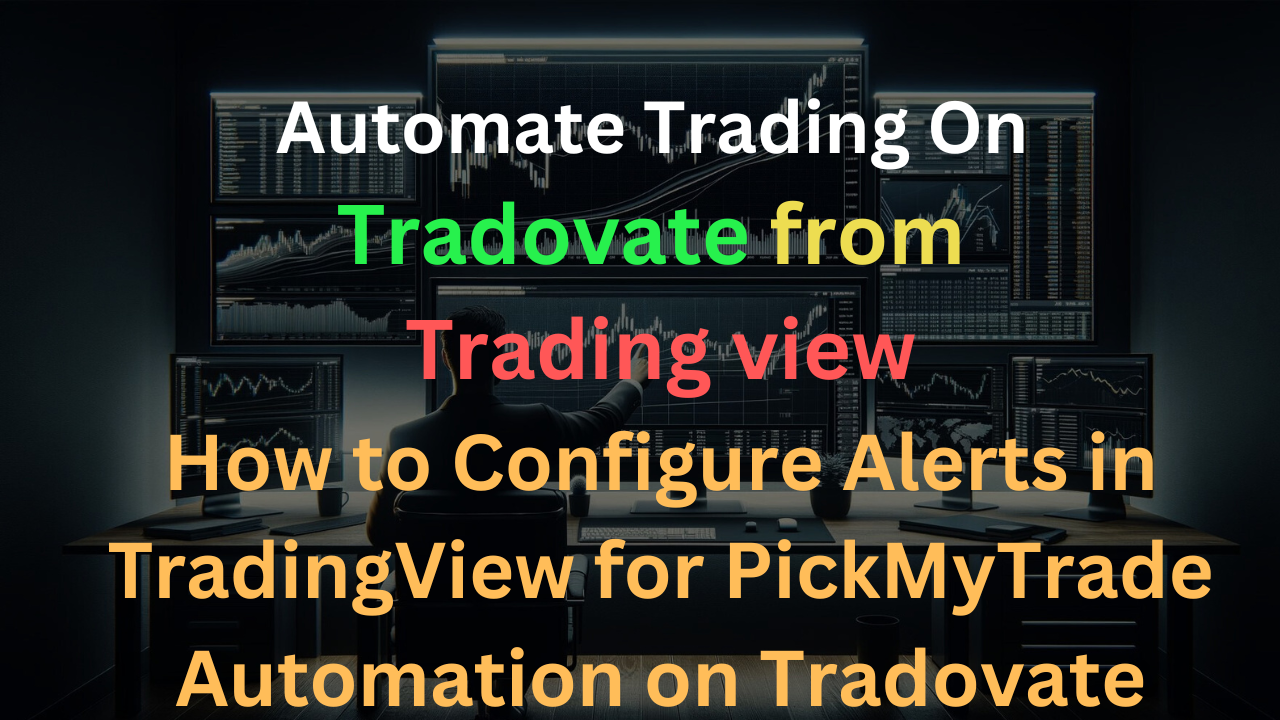 Automate Trading On
Tradovate from
Trading view
How to Configure Alerts in
TradingView for PickMyTrade
Automation on Tradovate